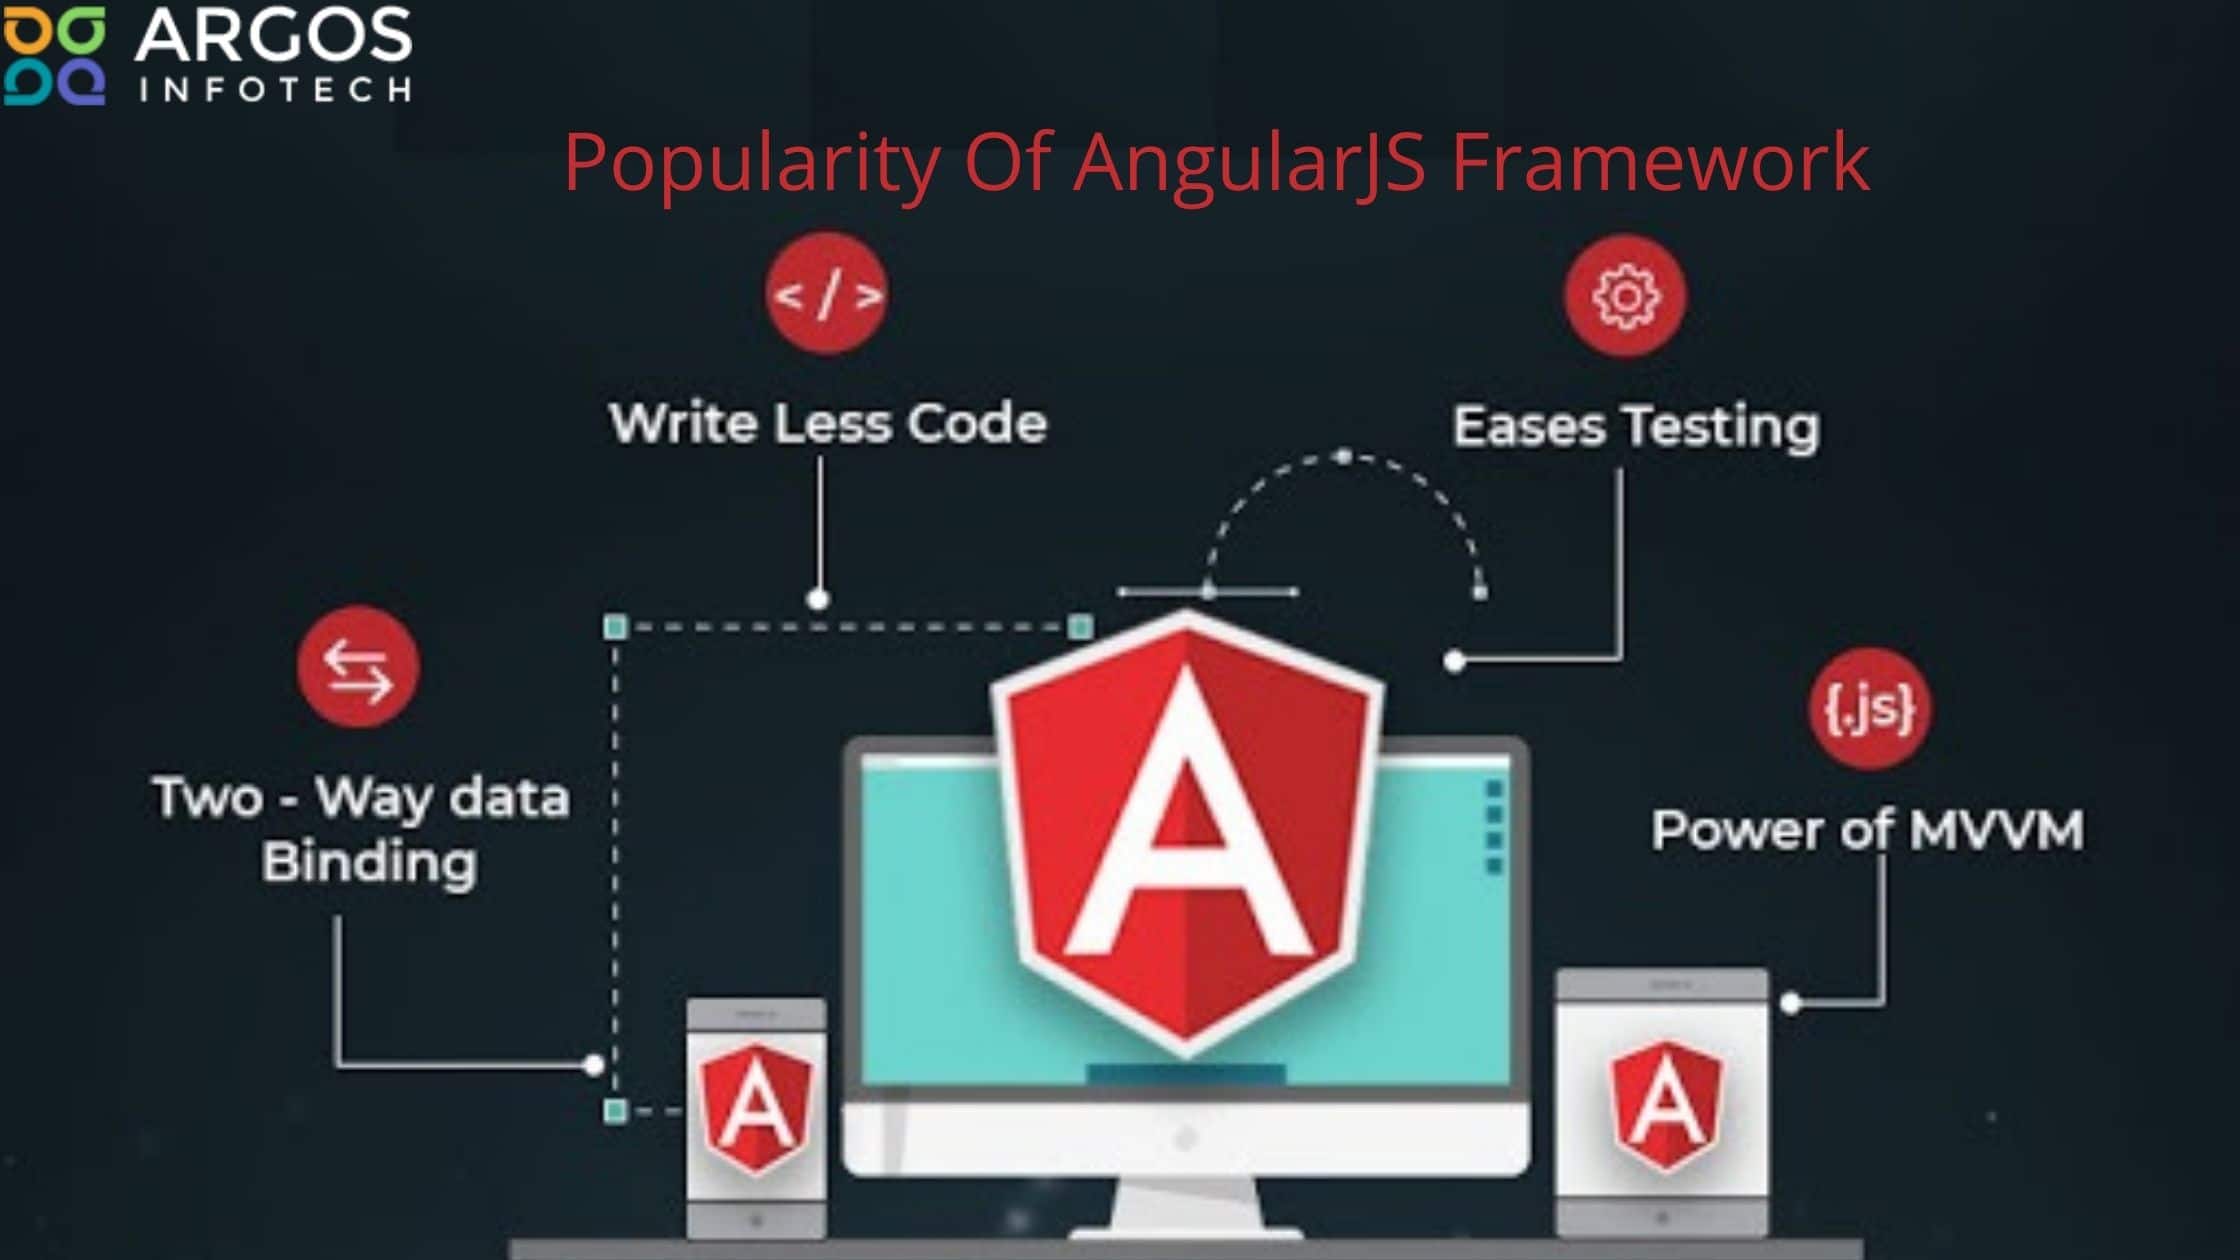 ARGOS
INFOTECH
Popularity Of AngularJS Framework
</>
Write Less Code
Eases Testing
Two - Way data
Binding
{.js}
Power of MVVM
A
A
A